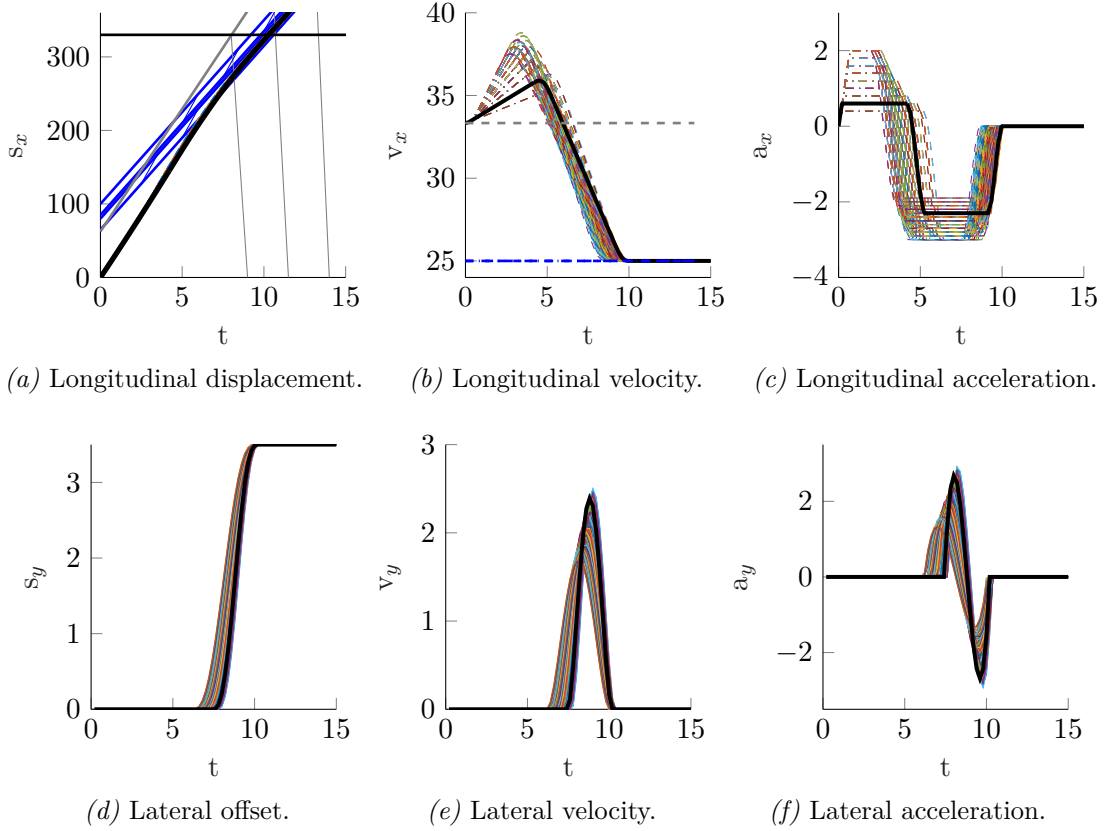 300
200
100
0
s_x
0
5
10
15
t
(a) Longitudinal displacement.
40
35
30
25
v_x
0
5
10
15
t
(b) Longitudinal velocity.
2
0
−2
−4
a_x
0
5
10
15
t
(c) Longitudinal acceleration.
3
2
1
0
s_y
0
5
10
15
t
(d) Lateral offset.
3
2
1
0
v_y
0
5
10
15
t
(e) Lateral velocity.
2
0
−2
a_y
0
5
10
15
t
(f) Lateral acceleration.